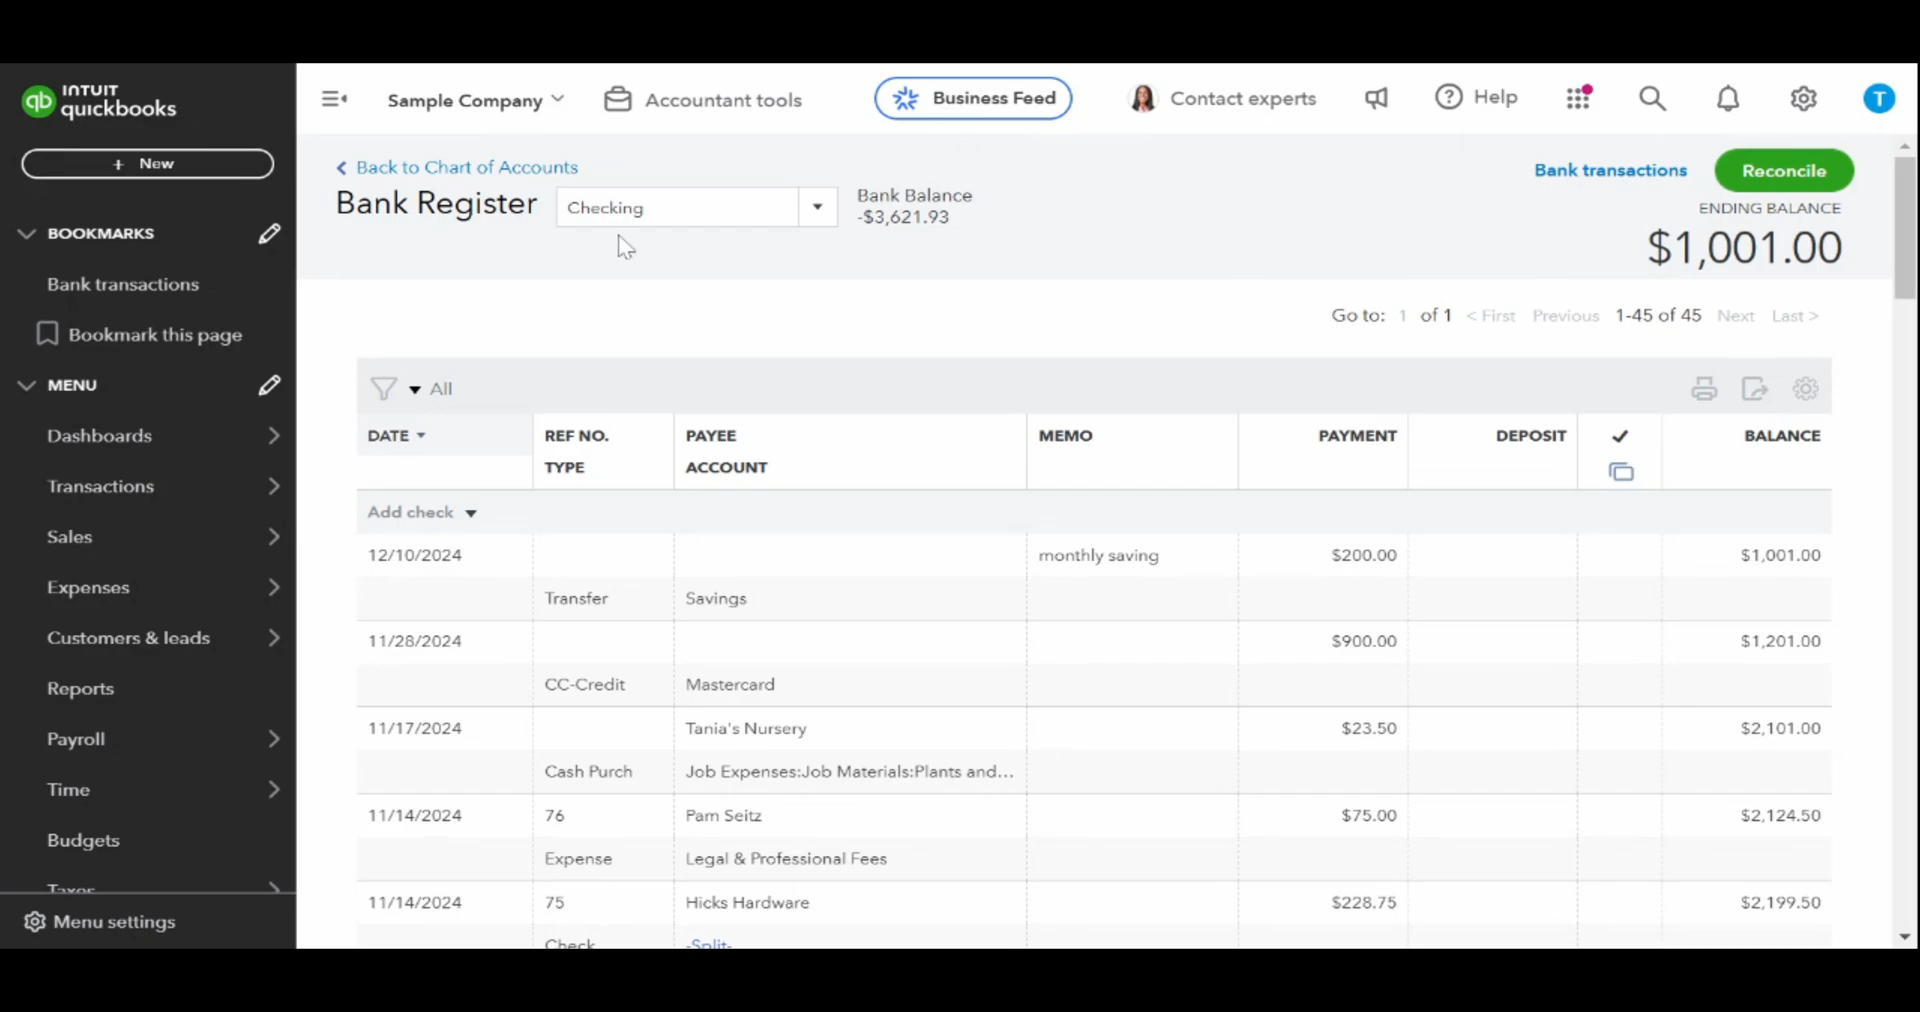 INTUIT
quickbooks
qb
+ New
BOOKMARKS
Bank transactions
Bookmark this page
MENU
Dashboards
Transactions
Sales
Expenses
Customers & leads
Reports
Payroll
Time
Budgets
Taxes
Menu settings
Sample Company
Accountant tools
Business Feed
Contact experts
Help
T
Back to Chart of Accounts
Bank Register
Checking
Bank Balance
-$3,621.93
Bank transactions
Reconcile
ENDING BALANCE
$1,001.00
Go to: 1 of 1 < First Previous 1-45 of 45 Next Last >
All
DATE REF NO. PAYEE MEMO PAYMENT DEPOSIT ✓ BALANCE
TYPE ACCOUNT
Add check
12/10/2024 monthly saving $200.00 $1,001.00
Transfer Savings
11/28/2024 $900.00 $1,201.00
CC-Credit Mastercard
11/17/2024 Tania's Nursery $23.50 $2,101.00
Cash Purch Job Expenses:Job Materials:Plants and...
11/14/2024 76 Pam Seitz $75.00 $2,124.50
Expense Legal & Professional Fees
11/14/2024 75 Hicks Hardware $228.75 $2,199.50
Check -Split-